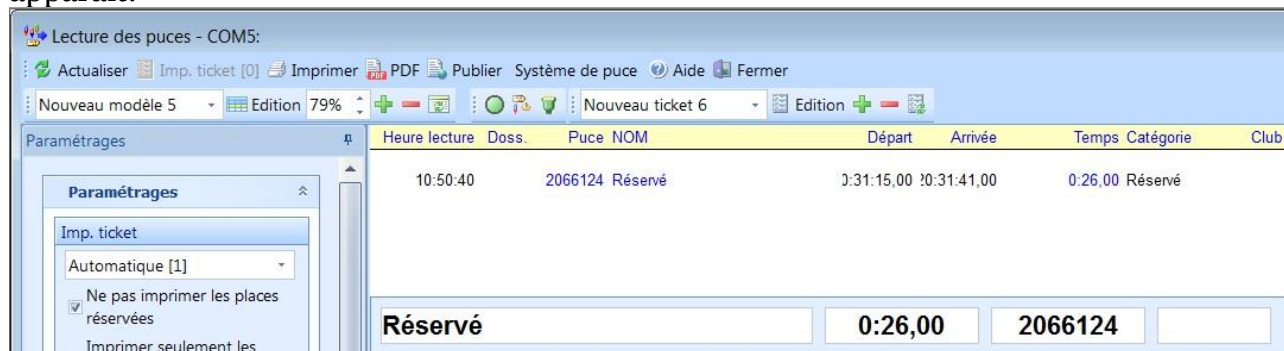 Lecture des puces - COM5:
Actualiser Imp. ticket [0] Imprimer PDF Publier Système de puce Aide Fermer
Nouveau modèle 5 Edition 79% Nouveau ticket 6 Edition
Paramétrages
Heure lecture Doss. Puce NOM Départ Arrivée Temps Catégorie Club
10:50:40 2066124 Réservé 0:31:15,00 20:31:41,00 0:26,00 Réservé
Paramétrages
Imp. ticket
Automatique [1]
Ne pas imprimer les places
réservées
Imprimer seulement les
Réservé 0:26,00 2066124